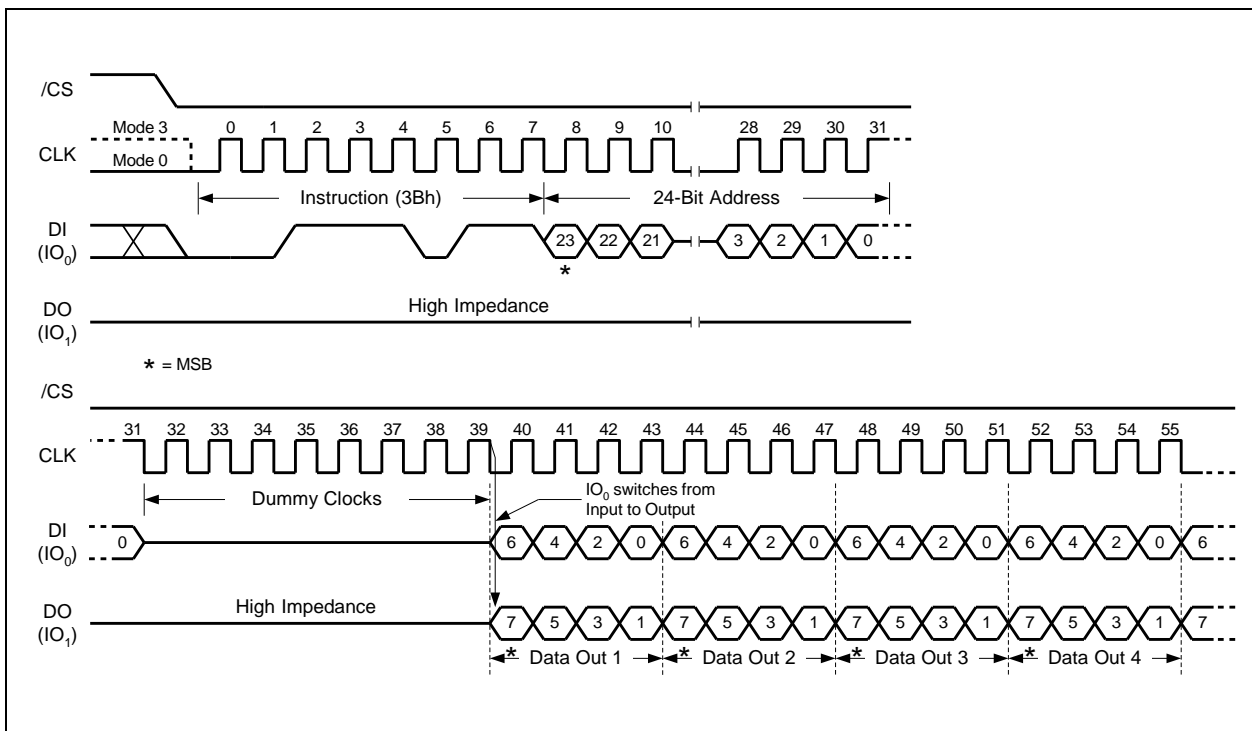 /CS
Mode 3 0 1 2 3 4 5 6 7 8 9 10 28 29 30 31
CLK
Mode 0
Instruction (3Bh) 24-Bit Address
DI
(IO0)
23 22 21 3 2 1 0
*
High Impedance
DO
(IO1)
* = MSB
/CS
31 32 33 34 35 36 37 38 39 40 41 42 43 44 45 46 47 48 49 50 51 52 53 54 55
CLK
Dummy Clocks
IO0 switches from
Input to Output
DI
(IO0)
0 6 4 2 0 6 4 2 0 6 4 2 0 6 4 2 0 6
DO
(IO1)
High Impedance 7 5 3 1 7 5 3 1 7 5 3 1 7 5 3 1 7
* Data Out 1 * Data Out 2 * Data Out 3 * Data Out 4